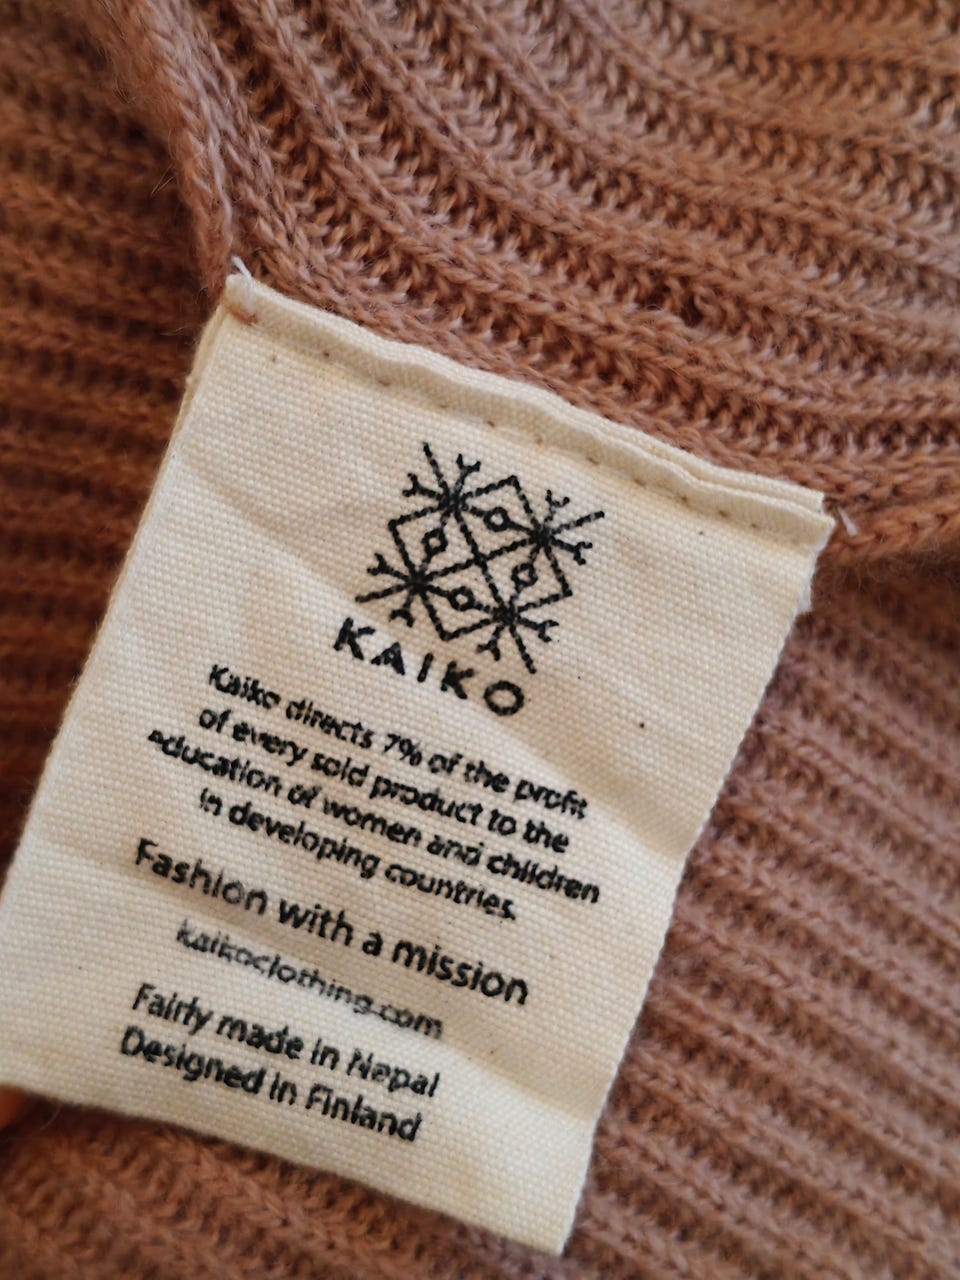 KAIKO
Kaiko directs 7% of the profit
of every sold product to the
education of women and children
in developing countries.
Fashion with a mission
kaikoclothing.com
Fairly made in Nepal
Designed in Finland